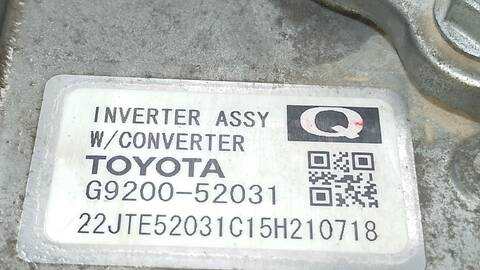 INVERTER ASSY Q
W/CONVERTER
TOYOTA
G9200-52031
22JTE52031C15H210718